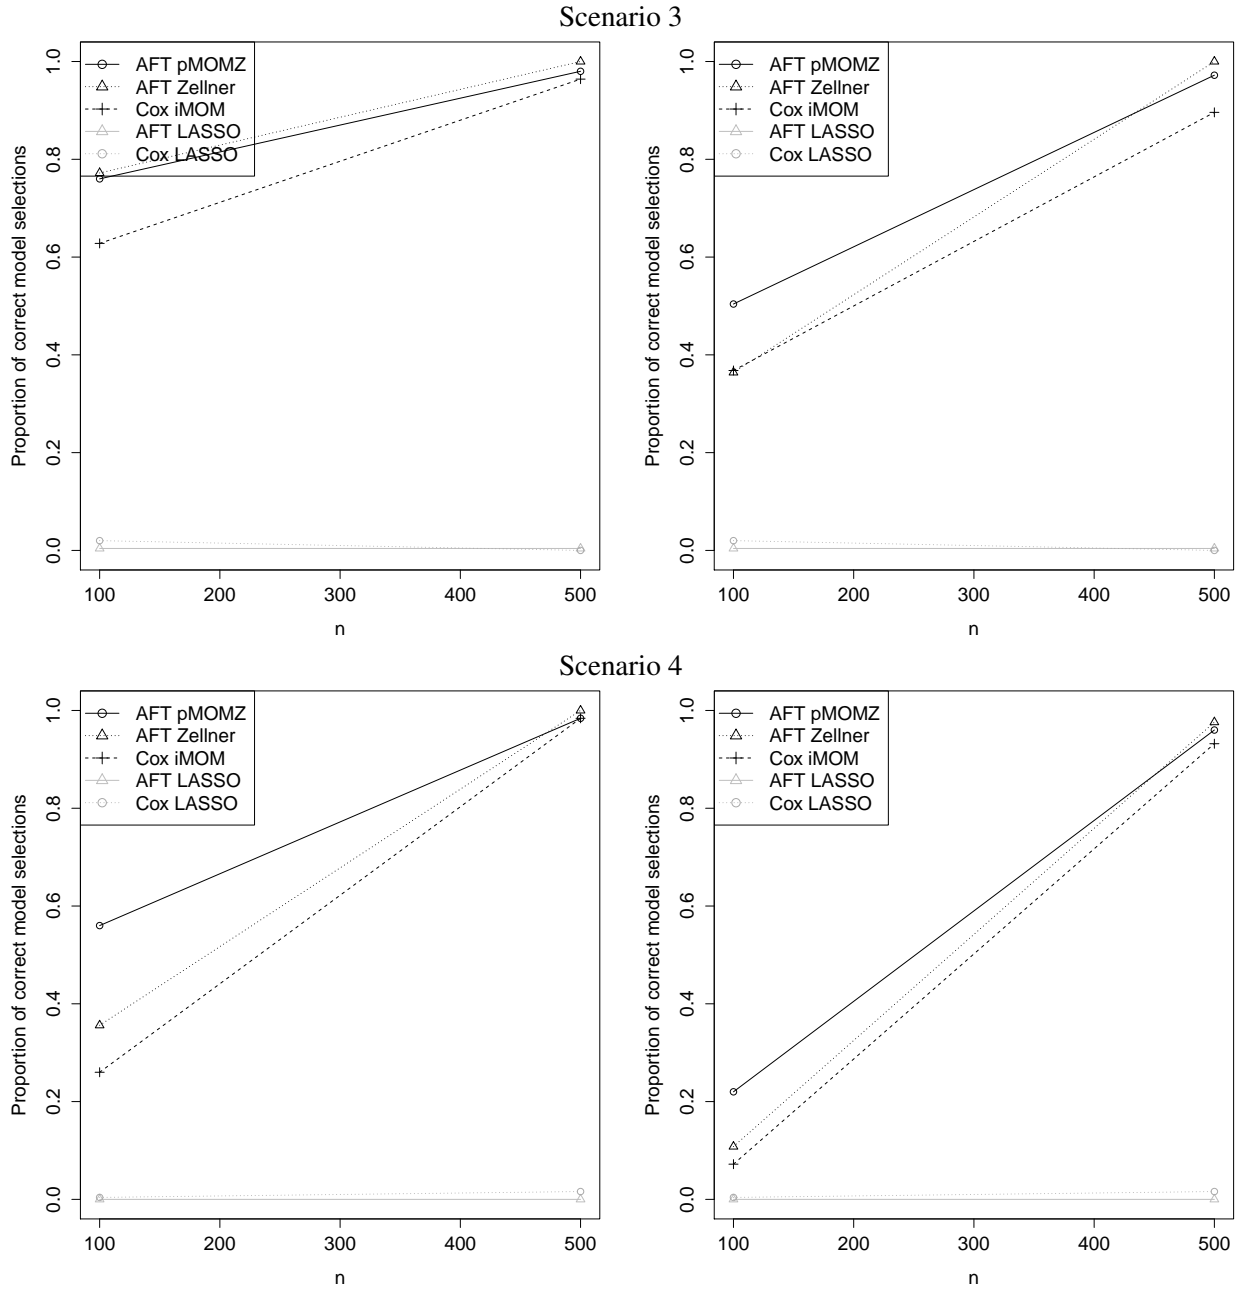 Scenario 3
Proportion of correct model selections
0.0 0.2 0.4 0.6 0.8 1.0
AFT pMOMZ
AFT Zellner
Cox iMOM
AFT LASSO
Cox LASSO
100 200 300 400 500
n
Proportion of correct model selections
0.0 0.2 0.4 0.6 0.8 1.0
AFT pMOMZ
AFT Zellner
Cox iMOM
AFT LASSO
Cox LASSO
100 200 300 400 500
n
Scenario 4
Proportion of correct model selections
0.0 0.2 0.4 0.6 0.8 1.0
AFT pMOMZ
AFT Zellner
Cox iMOM
AFT LASSO
Cox LASSO
100 200 300 400 500
n
Proportion of correct model selections
0.0 0.2 0.4 0.6 0.8 1.0
AFT pMOMZ
AFT Zellner
Cox iMOM
AFT LASSO
Cox LASSO
100 200 300 400 500
n